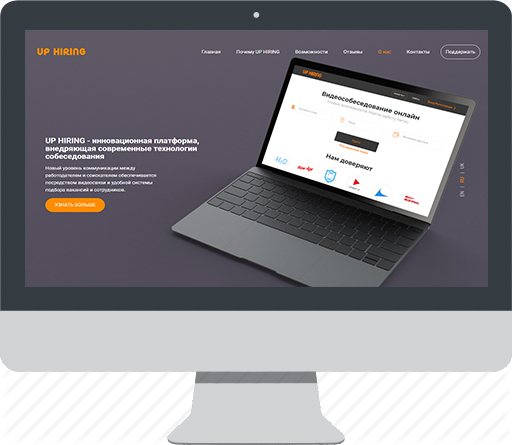 UP HIRING
Главная Почему UP HIRING Возможности Отзывы О нас Контакты Поддержать
UP HIRING
Видеособеседование онлайн
Нам доверяют
UP HIRING - инновационная платформа,
внедряющая современные технологии
собеседования
Новый уровень коммуникации между
работодателем и соискателем обеспечивается
посредством видеосвязи и удобной системы
подбора вакансий и сотрудников.
УЗНАТЬ БОЛЬШЕ
EN | RU | UK